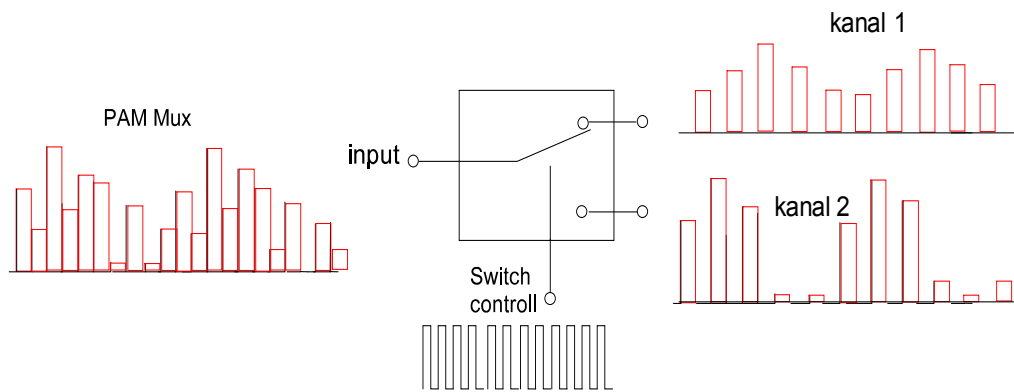 PAM Mux
input
Switch
controll
kanal 1
kanal 2